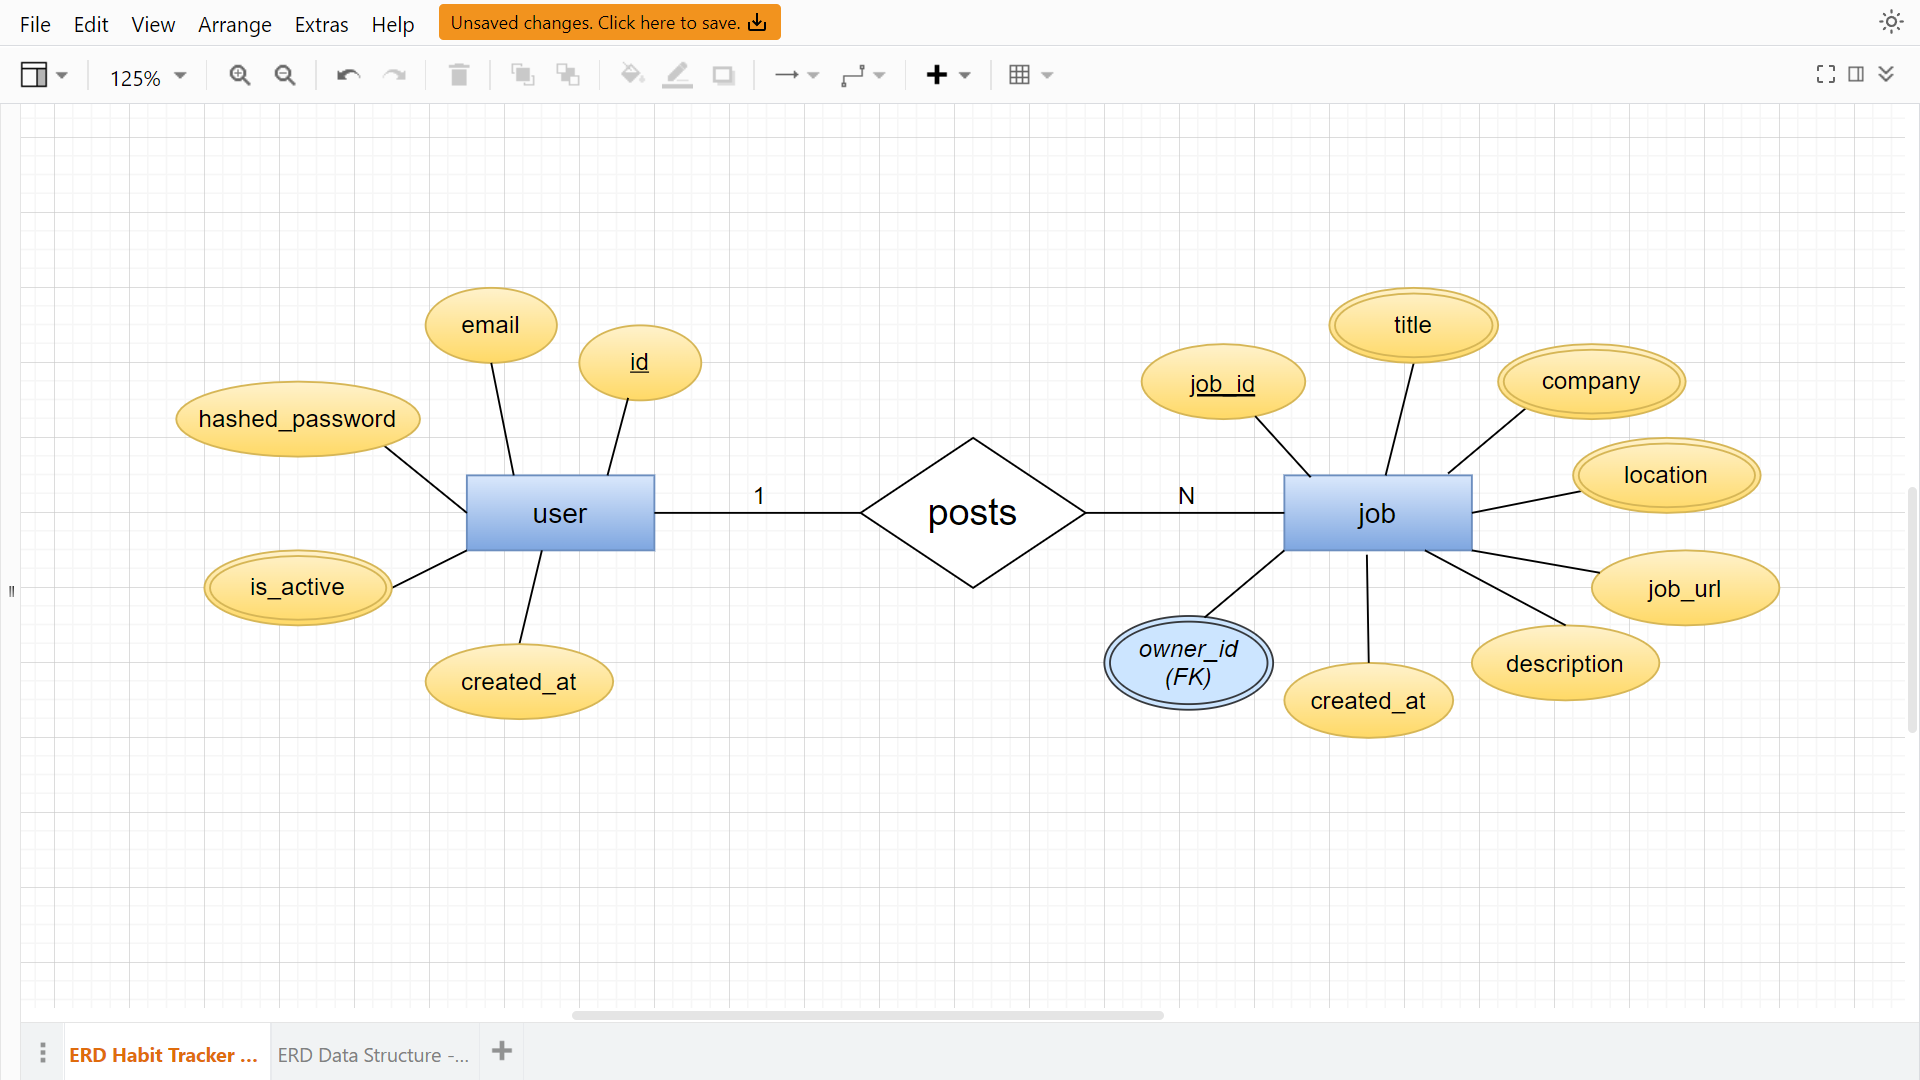 File Edit View Arrange Extras Help Unsaved changes. Click here to save.
125%
email
id
hashed_password
user
is_active
created_at
1
posts
N
title
job_id
company
location
job
job_url
owner_id
(FK)
description
created_at
ERD Habit Tracker ... ERD Data Structure -...